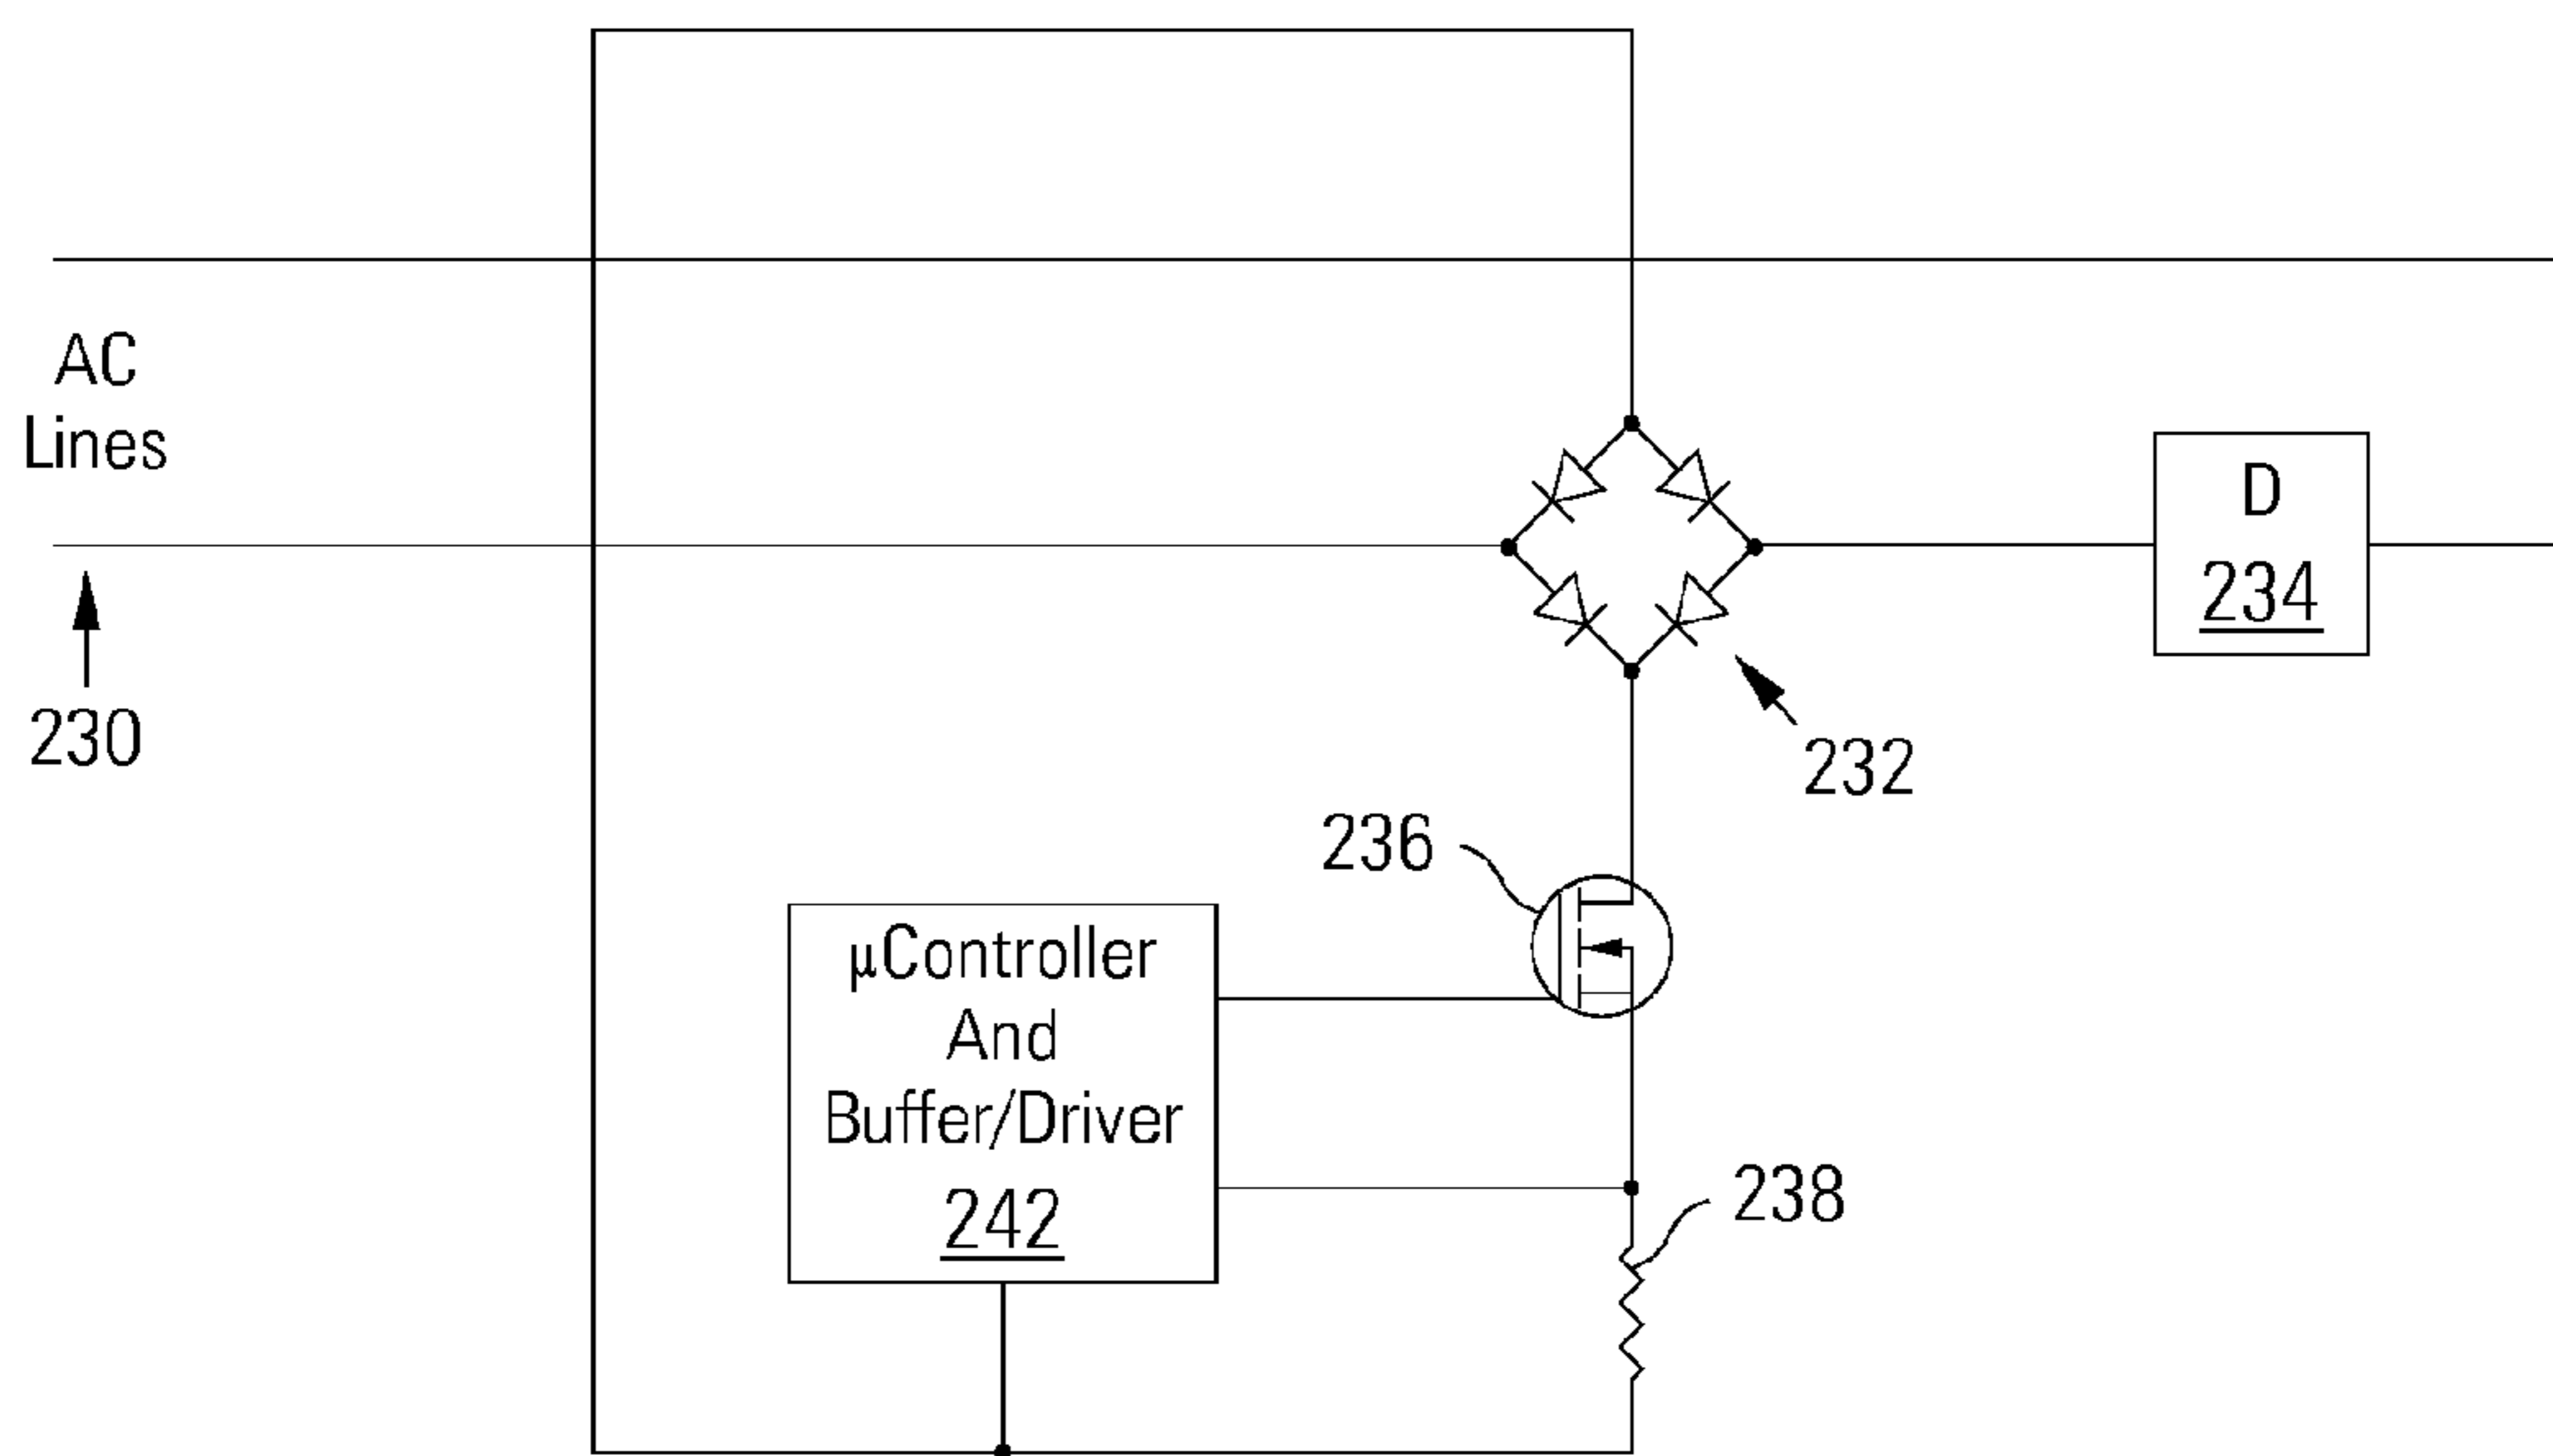 AC
Lines
230
D
234
232
236
μController
And
Buffer/Driver
242
238